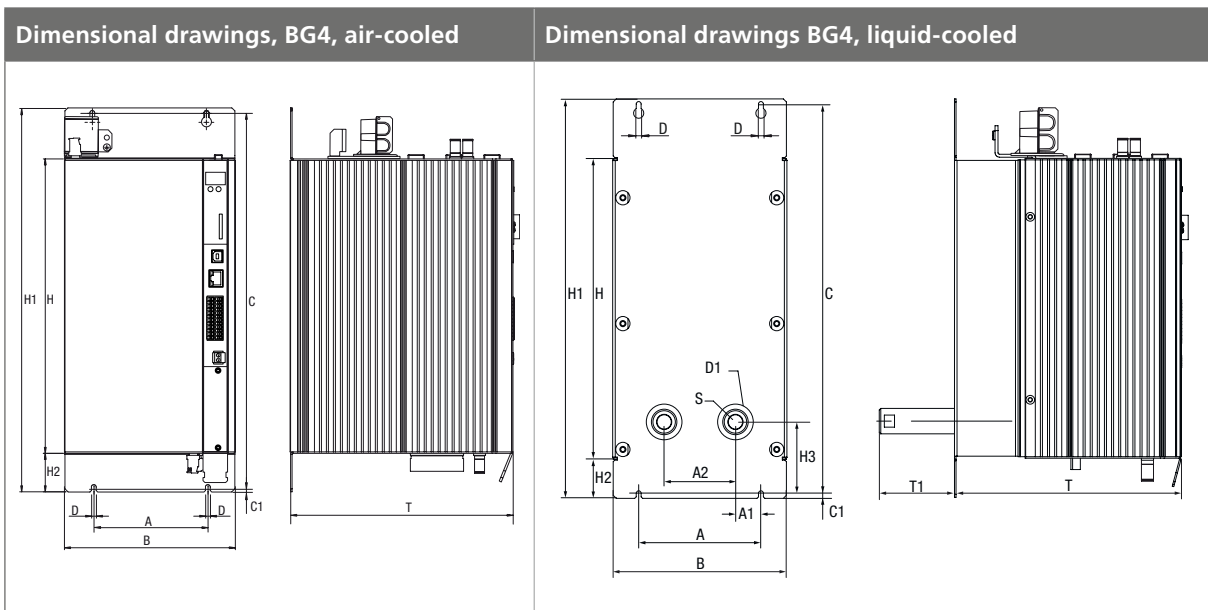 Dimensional drawings, BG4, air-cooled
Dimensional drawings BG4, liquid-cooled
H1
H
C
H2
D
A
D
C1
B
T
D
D
H1
H
C
D1
S
H3
H2
A2
A1
C1
A
B
T1
T